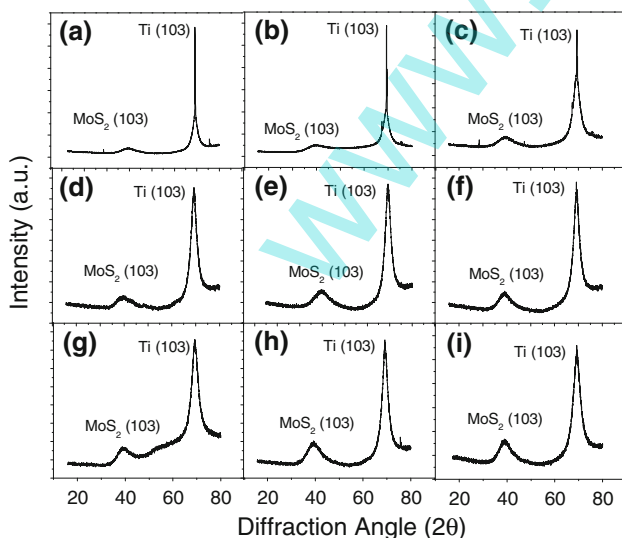 (a) Ti (103)
MoS₂ (103)
(b) Ti (103)
MoS₂ (103)
(c) Ti (103)
MoS₂ (103)
(d) Ti (103)
MoS₂ (103)
(e) Ti (103)
MoS₂ (103)
(f) Ti (103)
MoS₂ (103)
(g) Ti (103)
MoS₂ (103)
(h) Ti (103)
MoS₂ (103)
(i) Ti (103)
MoS₂ (103)
Intensity (a.u.)
20 40 60 80 20 40 60 80 20 40 60 80
Diffraction Angle (2θ)
www.